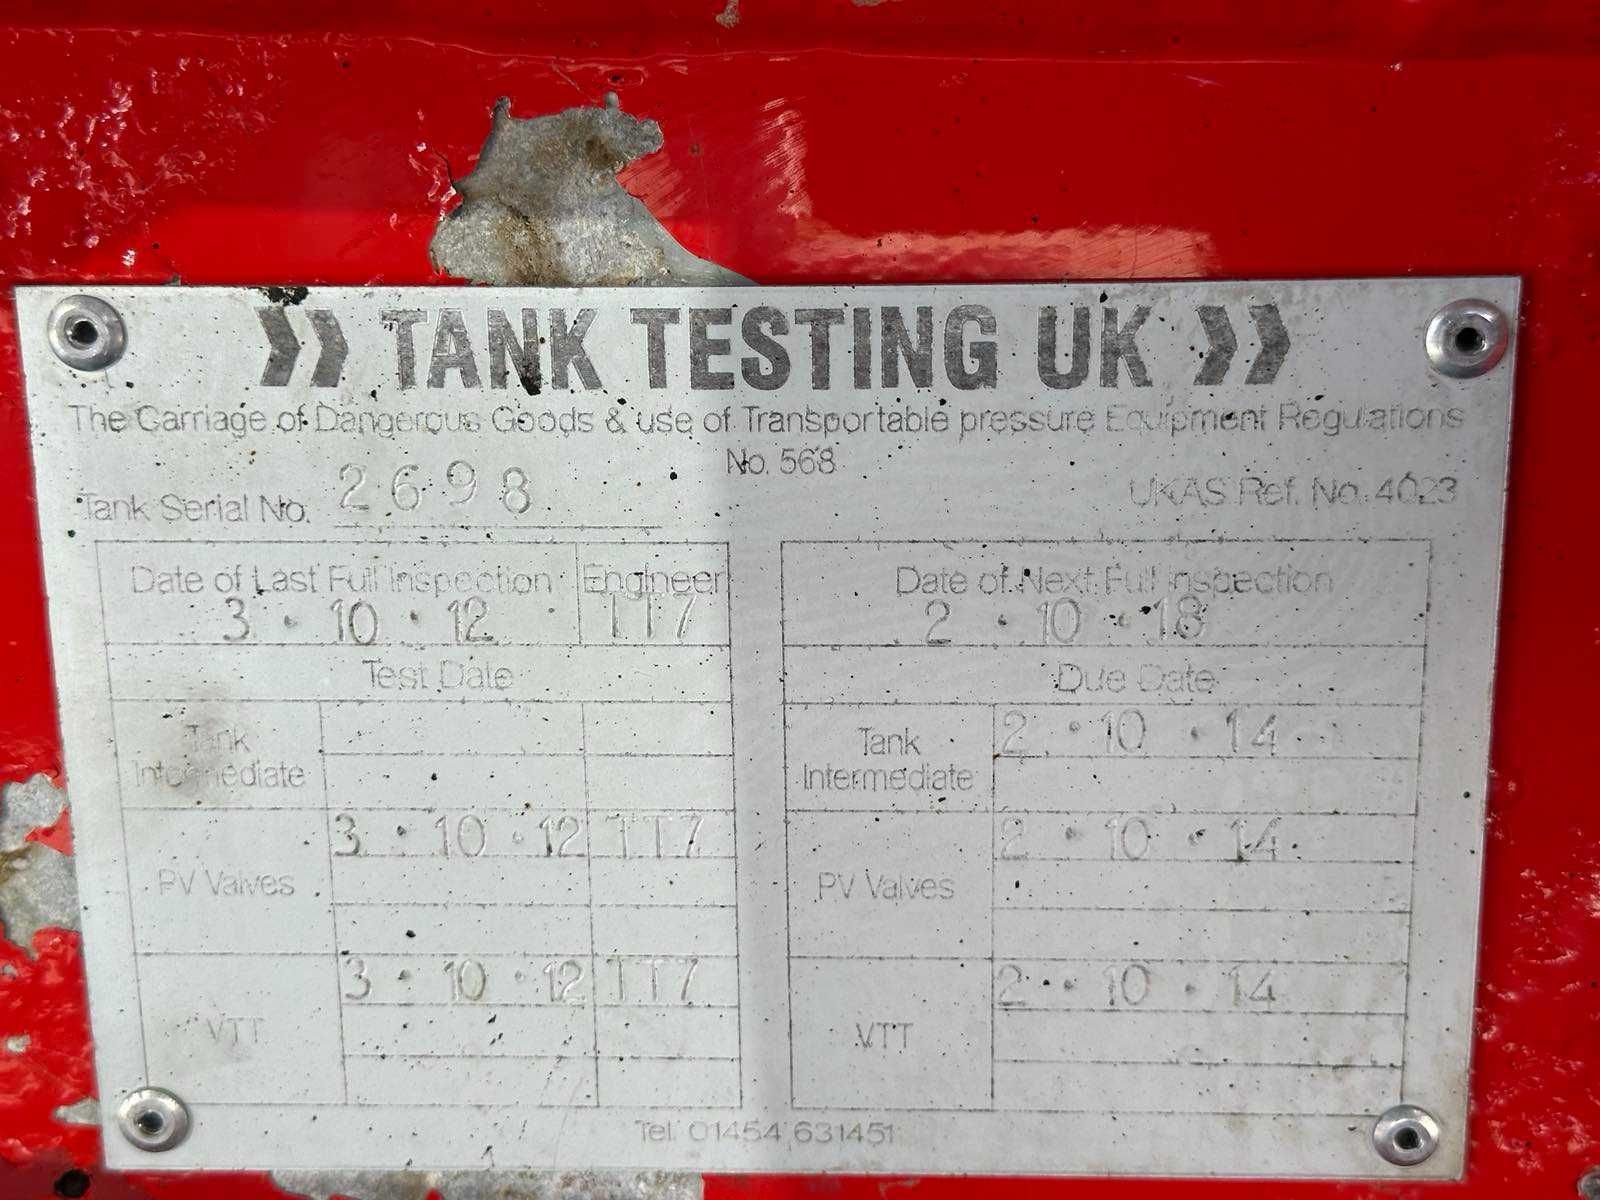 TANK TESTING UK
The Carriage of Dangerous Goods & use of Transportable pressure Equipment Regulations
No. 568
Tank Serial No. 2698
UKAS Ref. No. 4023
Date of Last Full Inspection Engineer
3 • 10 • 12 TT7
Test Date
Tank
Intermediate
3 • 10 • 12 TT7
PV Valves
3 • 10 • 12 TT7
VTT
Date of Next Full Inspection
2 • 10 • 18
Due Date
2 • 10 • 14
Tank
Intermediate
2 • 10 • 14
PV Valves
2 • 10 • 14
VTT
Tel. 01454 631451